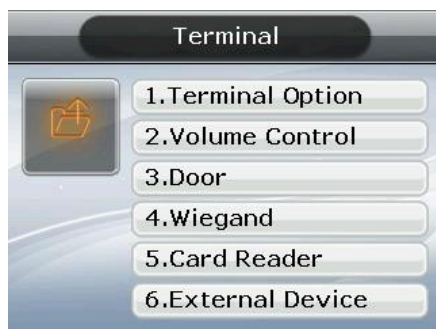 Terminal
1.Terminal Option
2.Volume Control
3.Door
4.Wiegand
5.Card Reader
6.External Device